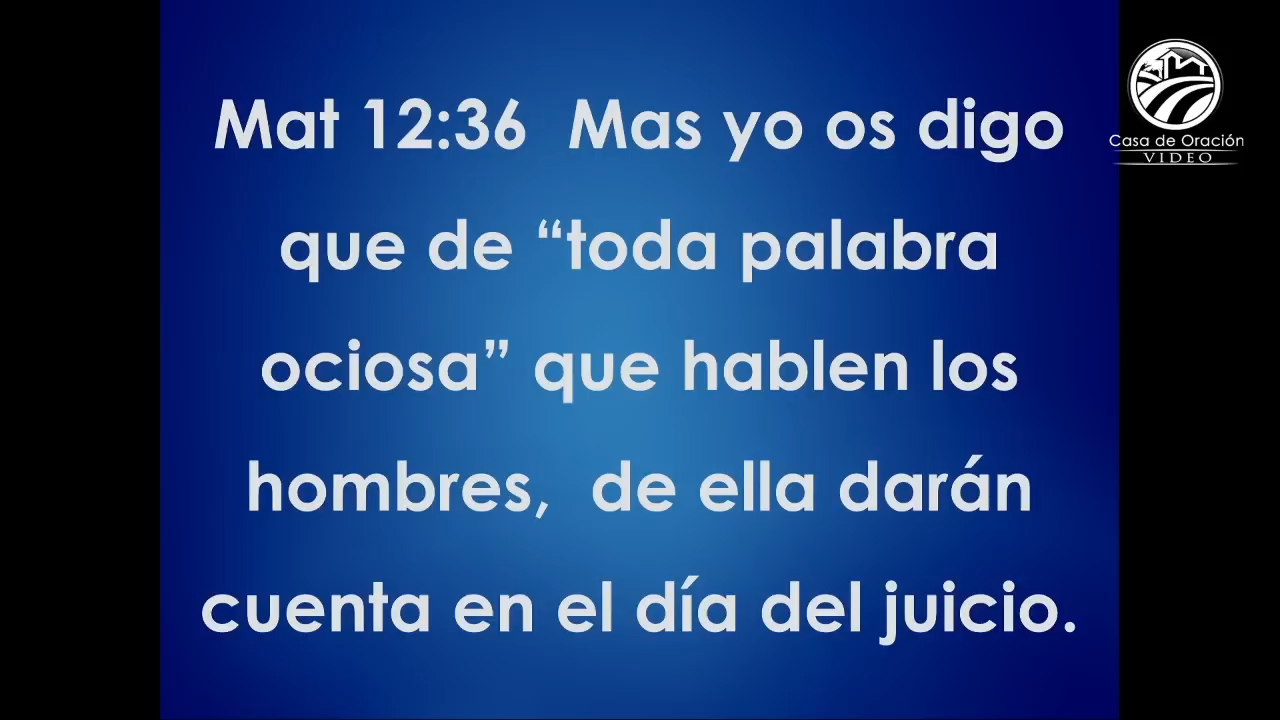 Mat 12:36  Mas yo os digo
que de “toda palabra
ociosa” que hablen los
hombres,  de ella darán
cuenta en el día del juicio.
Casa de Oración
VIDEO